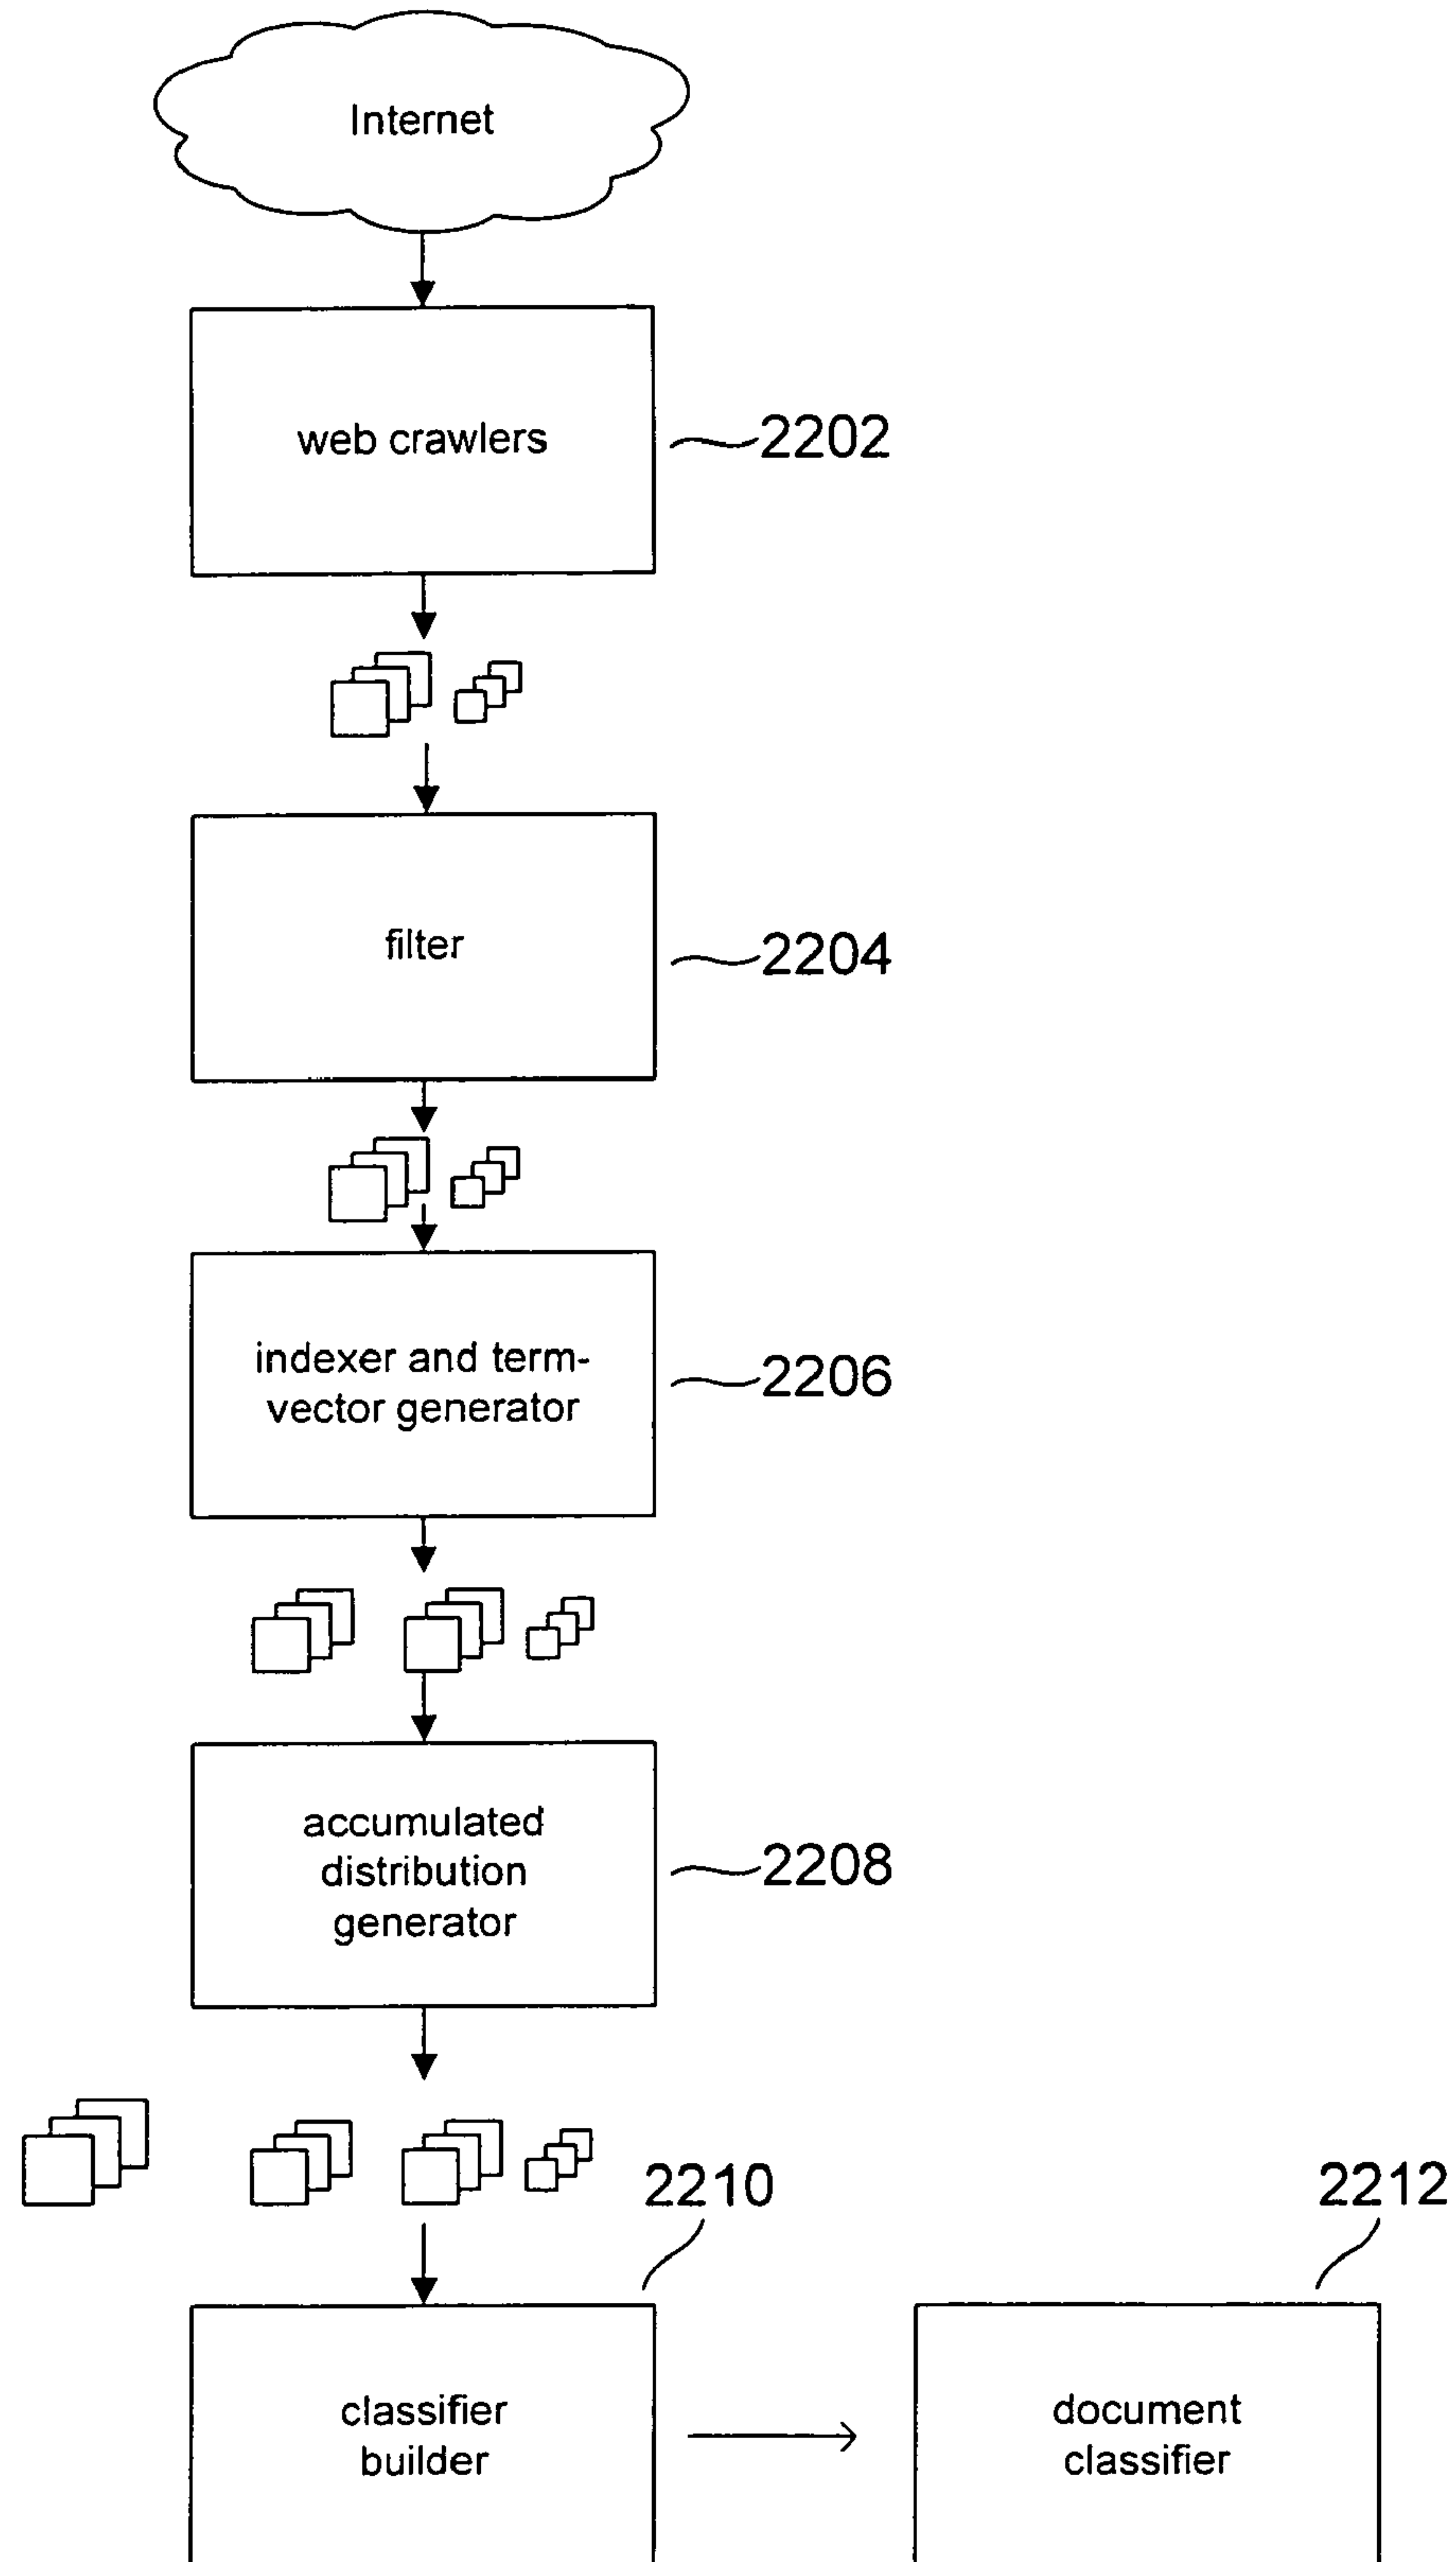 Internet
web crawlers
2202
filter
2204
indexer and term-
vector generator
2206
accumulated
distribution
generator
2208
2210
2212
classifier
builder
document
classifier